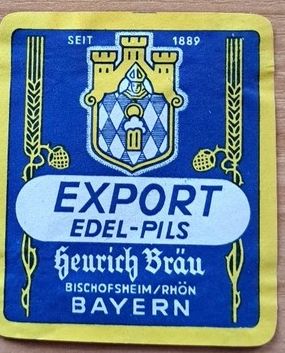 SEIT 1889
EXPORT
EDEL-PILS
Heurich Bräu
BISCHOFSHEIM/RHÖN
BAYERN